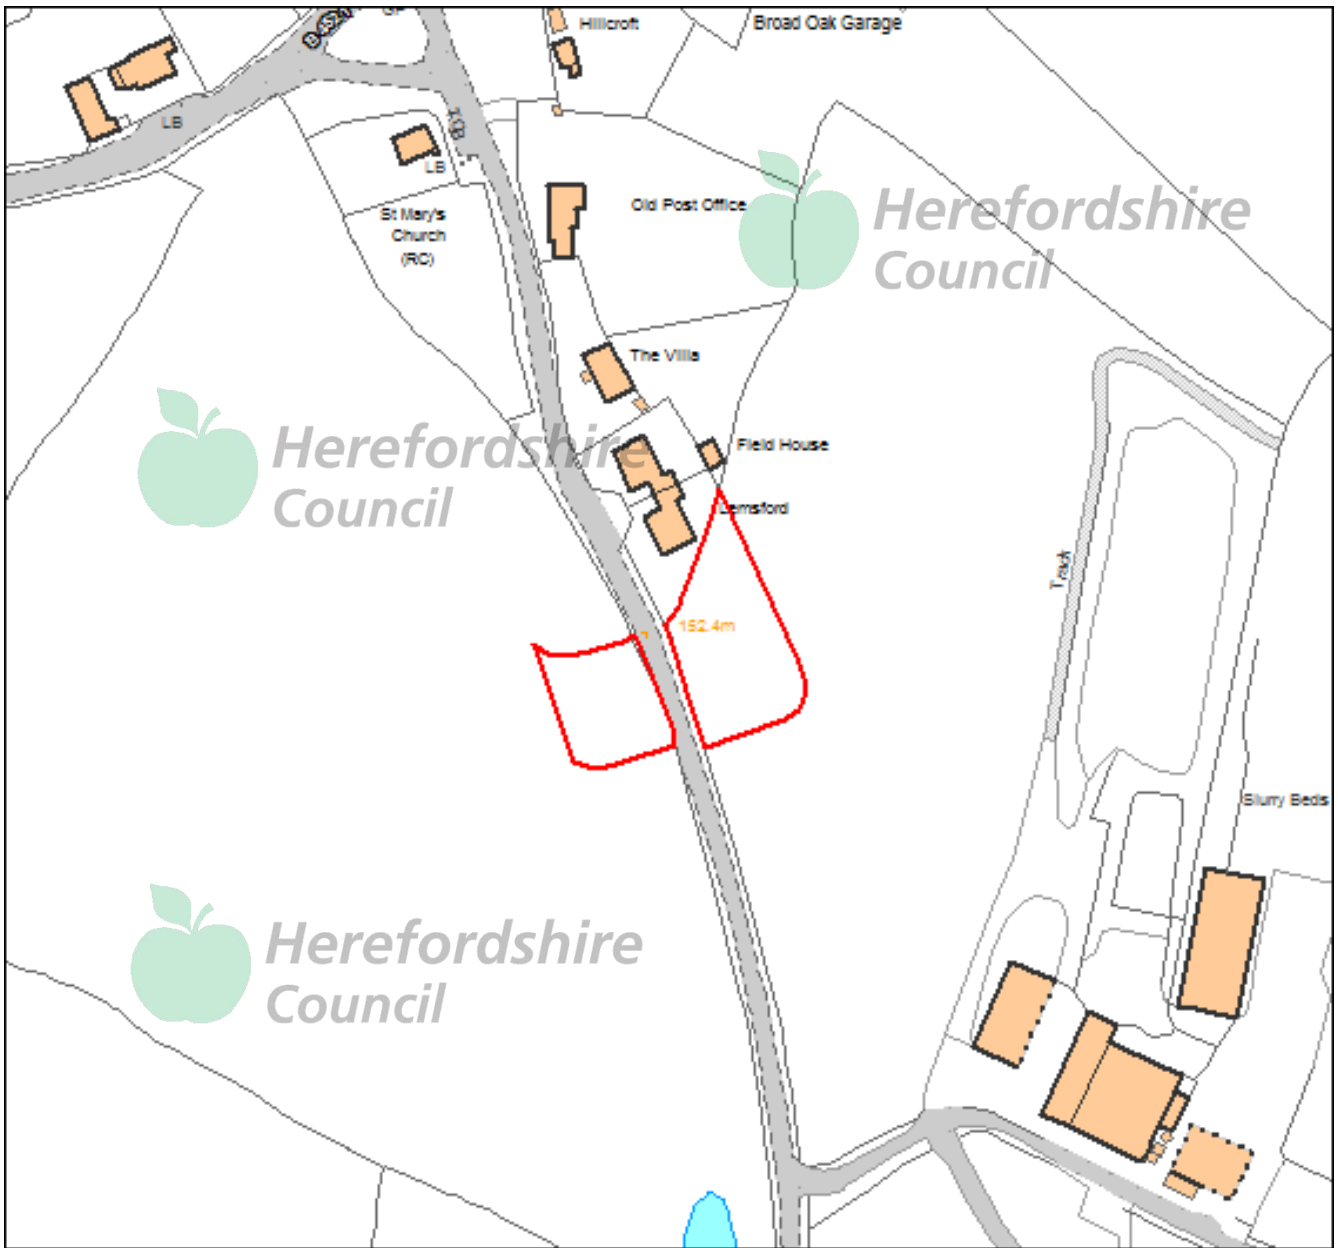 Hillcroft
Broad Oak Garage
LB
LB
St Mary's
Church
(RC)
Old Post Office
Herefordshire
Council
The Villa
Herefordshire
Council
Field House
Lemsford
Track
152.4m
Slurry Beds
Herefordshire
Council